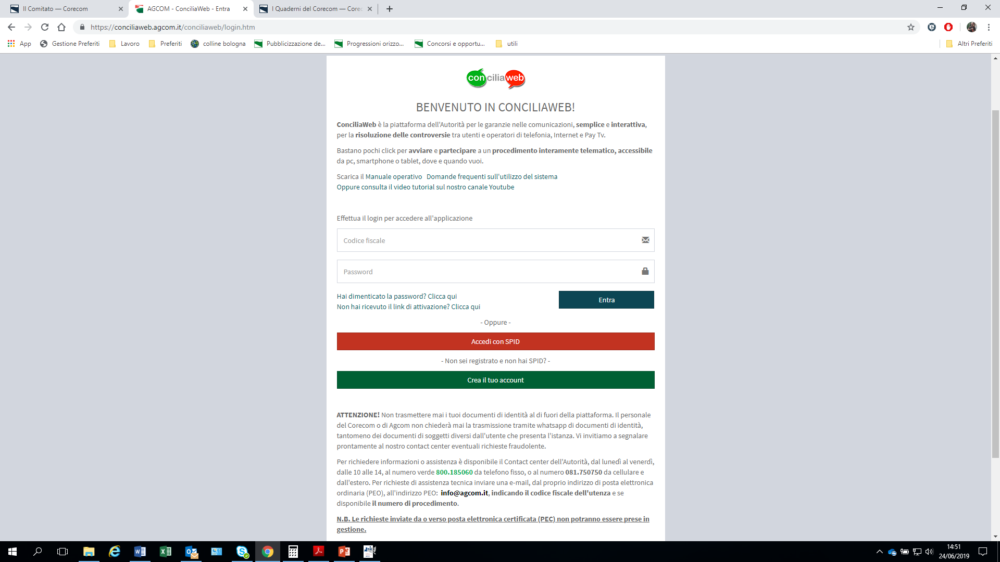 Il Comitato — Corecom
AGCOM - ConciliaWeb - Entra
I Quaderni del Corecom — Corec
https://conciliaweb.agcom.it/conciliaweb/login.htm
App
Gestione Preferiti
Lavoro
Preferiti
colline bologna
Pubblicizzazione de...
Progressioni orizzo...
Concorsi e opportu...
utili
Altri Preferiti
conciliaweb
BENVENUTO IN CONCILIAWEB!
ConciliaWeb è la piattaforma dell'Autorità per le garanzie nelle comunicazioni, semplice e interattiva,
per la risoluzione delle controversie tra utenti e operatori di telefonia, Internet e Pay Tv.
Bastano pochi click per avviare e partecipare a un procedimento interamente telematico, accessibile
da pc, smartphone o tablet, dove e quando vuoi.
Scarica il Manuale operativo Domande frequenti sull'utilizzo del sistema
Oppure consulta il video tutorial sul nostro canale Youtube
Effettua il login per accedere all'applicazione
Codice fiscale
Password
Hai dimenticato la password? Clicca qui
Non hai ricevuto il link di attivazione? Clicca qui
Entra
- Oppure -
Accedi con SPID
- Non sei registrato e non hai SPID? -
Crea il tuo account
ATTENZIONE! Non trasmettere mai i tuoi documenti di identità al di fuori della piattaforma. Il personale
del Corecom o di Agcom non chiederà mai la trasmissione tramite whatsapp di documenti di identità,
tantomeno dei documenti di soggetti diversi dall'utente che presenta l'istanza. Vi invitiamo a segnalare
prontamente al nostro contact center eventuali richieste fraudolente.
Per richiedere informazioni o assistenza è disponibile il Contact center dell'Autorità, dal lunedì al venerdì,
dalle 10 alle 14, al numero verde 800.185060 da telefono fisso, o al numero 081.750750 da cellulare e
dall'estero. Per richieste di assistenza tecnica inviare una e-mail, dal proprio indirizzo di posta elettronica
ordinaria (PEO), all'indirizzo PEO: info@agcom.it, indicando il codice fiscale dell'utenza e se
disponibile il numero di procedimento.
N.B. Le richieste inviate da o verso posta elettronica certificata (PEC) non potranno essere prese in
gestione.
14:51
24/06/2019